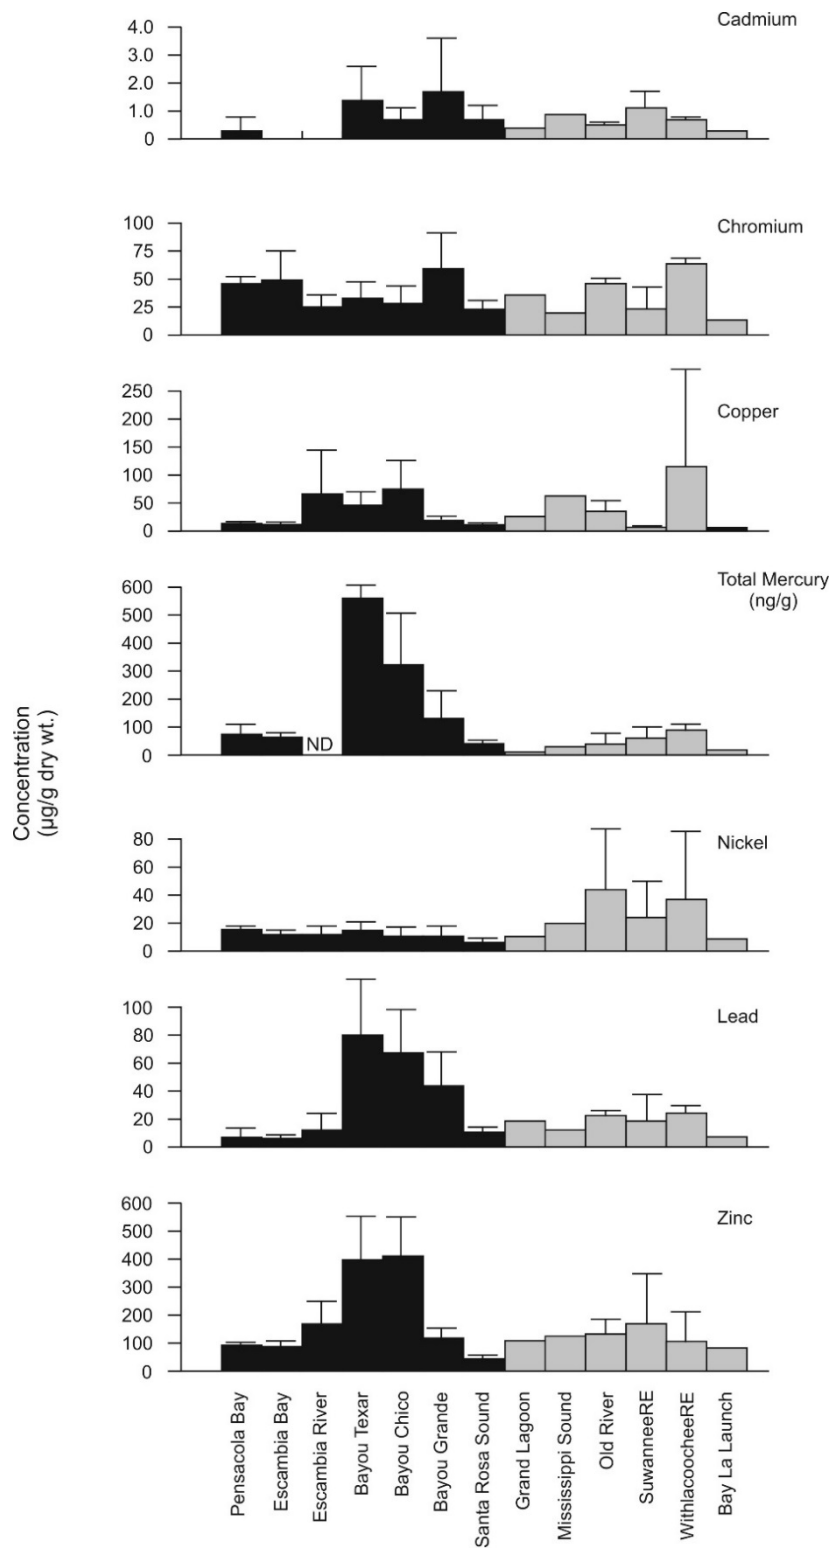 Cadmium
4.0
3.0
2.0
1.0
0
Chromium
100
75
50
25
0
Copper
250
200
150
100
50
0
Total Mercury
(ng/g)
600
500
400
300
200
100
0
ND
Concentration
(µg/g dry wt.)
Nickel
80
60
40
20
0
Lead
100
80
60
40
20
0
Zinc
600
500
400
300
200
100
0
Pensacola Bay
Escambia Bay
Escambia River
Bayou Texar
Bayou Chico
Bayou Grande
Santa Rosa Sound
Grand Lagoon
Mississippi Sound
Old River
SuwanneeRE
WithlacoocheeRE
Bay La Launch